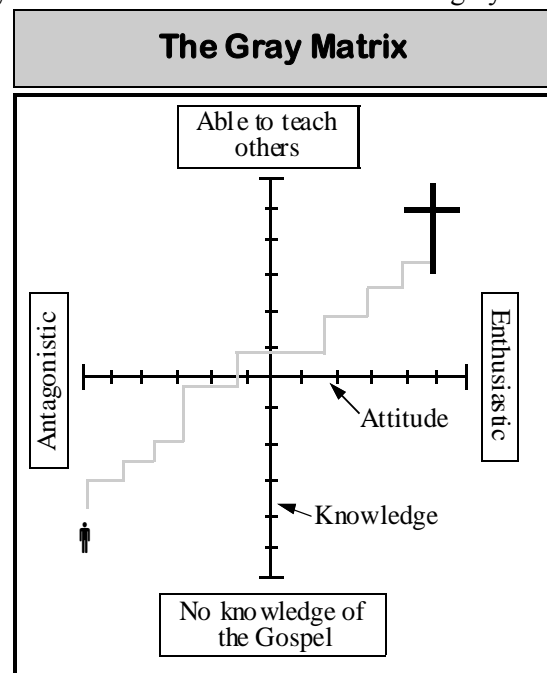 The Gray Matrix
Able to teach
others
Antagonistic
Enthusiastic
Attitude
Knowledge
No knowledge of
the Gospel